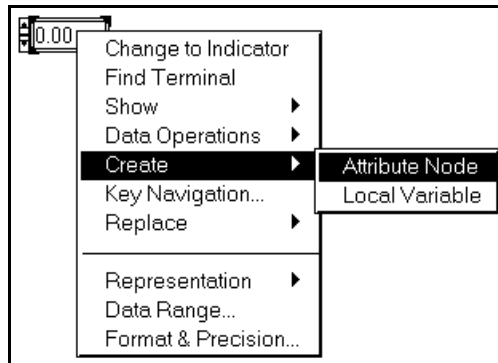 0.00
Change to Indicator
Find Terminal
Show
Data Operations
Create
Attribute Node
Key Navigation...
Local Variable
Replace
Representation
Data Range...
Format & Precision...